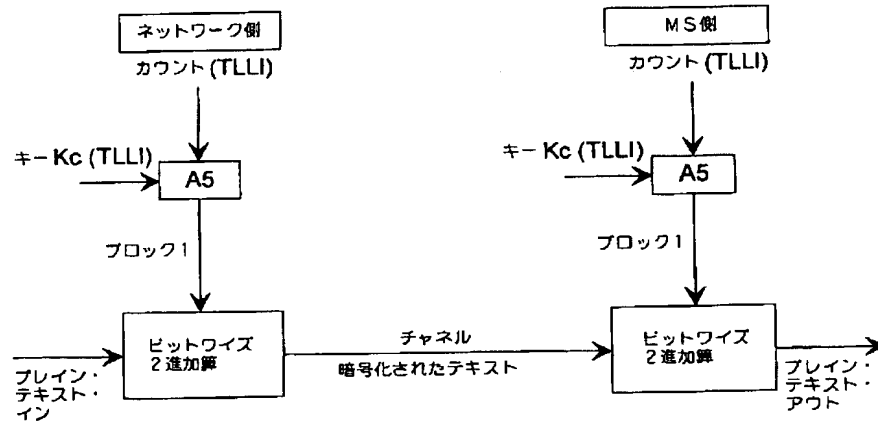 ネットワーク側
カウント (TLLI)
キー Kc (TLLI)
A5
ブロック1
ビットワイズ
2進加算
プレイン・
テキスト・
イン
チャネル
暗号化されたテキスト
MS側
カウント (TLLI)
キー Kc (TLLI)
A5
ブロック1
ビットワイズ
2進加算
プレイン・
テキスト・
アウト